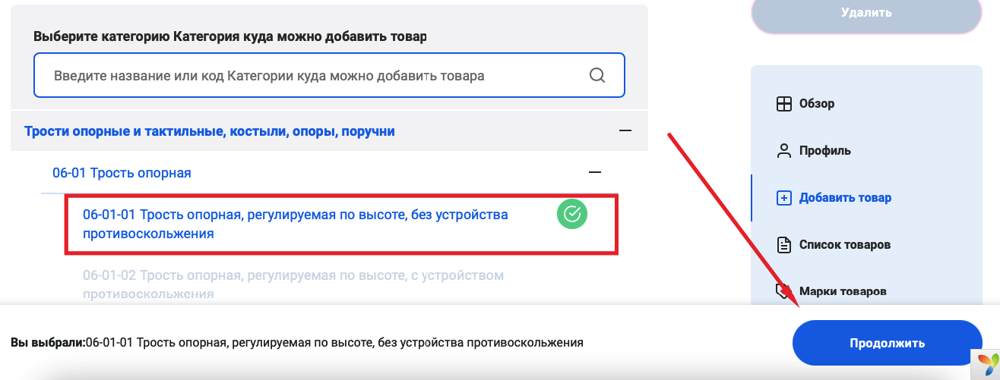 Удалить
Выберите категорию Категория куда можно добавить товар
Введите название или код Категории куда можно добавить товара
Трости опорные и тактильные, костыли, опоры, поручни
06-01 Трость опорная
06-01-01 Трость опорная, регулируемая по высоте, без устройства
противоскольжения
06-01-02 Трость опорная, регулируемая по высоте, с устройством
противоскольжения
Обзор
Профиль
Добавить товар
Список товаров
Марки товаров
Вы выбрали:06-01-01 Трость опорная, регулируемая по высоте, без устройства противоскольжения
Продолжить